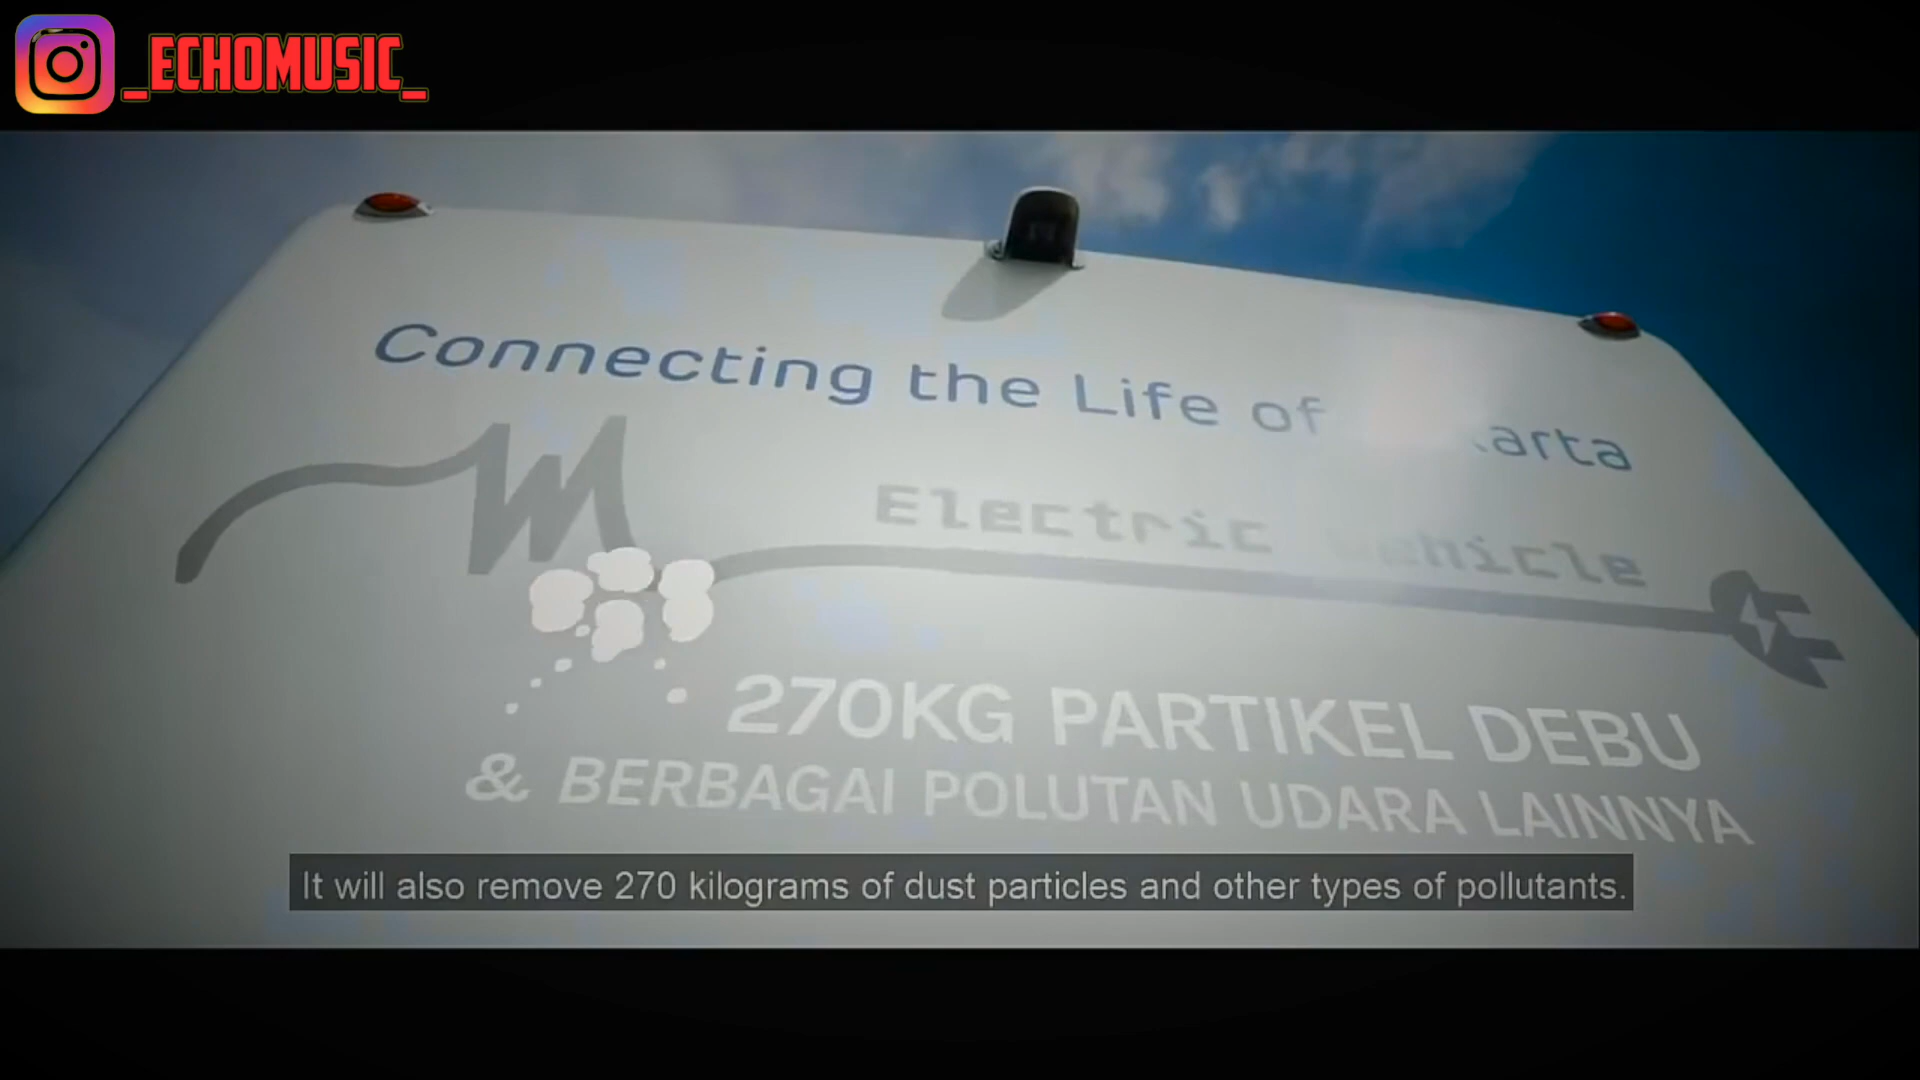 _ECHOMUSIC_
Connecting the Life of arta
Electric Vehicle
270KG PARTIKEL DEBU
& BERBAGAI POLUTAN UDARA LAINNYA
It will also remove 270 kilograms of dust particles and other types of pollutants.